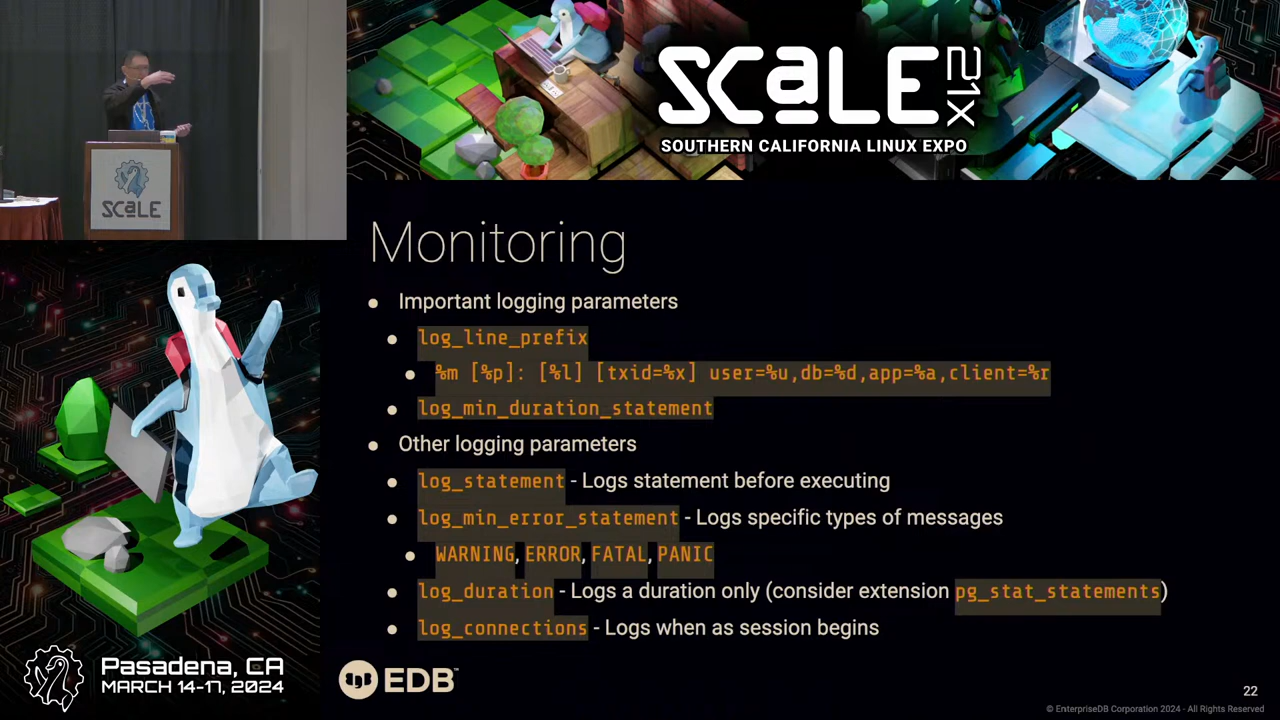 SCaLE 21X
SOUTHERN CALIFORNIA LINUX EXPO
SCaLE
Monitoring
Important logging parameters
log_line_prefix
%m [%p]: [%l] [txid=%x] user=%u,db=%d,app=%a,client=%r
log_min_duration_statement
Other logging parameters
log_statement - Logs statement before executing
log_min_error_statement - Logs specific types of messages
WARNING, ERROR, FATAL, PANIC
log_duration - Logs a duration only (consider extension pg_stat_statements)
log_connections - Logs when as session begins
Pasadena, CA
MARCH 14-17, 2024
EDB™
22
© EnterpriseDB Corporation 2024 - All Rights Reserved